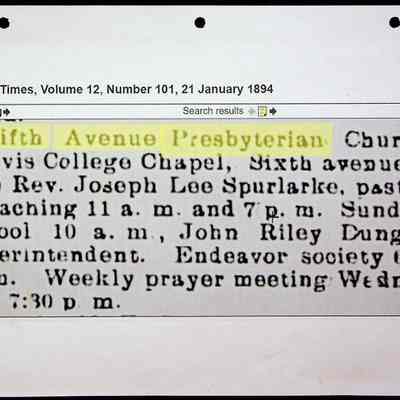 Times, Volume 12, Number 101, 21 January 1894
Search results
ifth Avenue Presbyterian Chur
vis College Chapel, Sixth avenue
Rev. Joseph Lee Spurlarke, past
aching 11 a. m. and 7 p. m. Sund
ool 10 a. m., John Riley Dung
erintendent. Endeavor society 6
n. Weekly prayer meeting Wedn
7:30 p m.